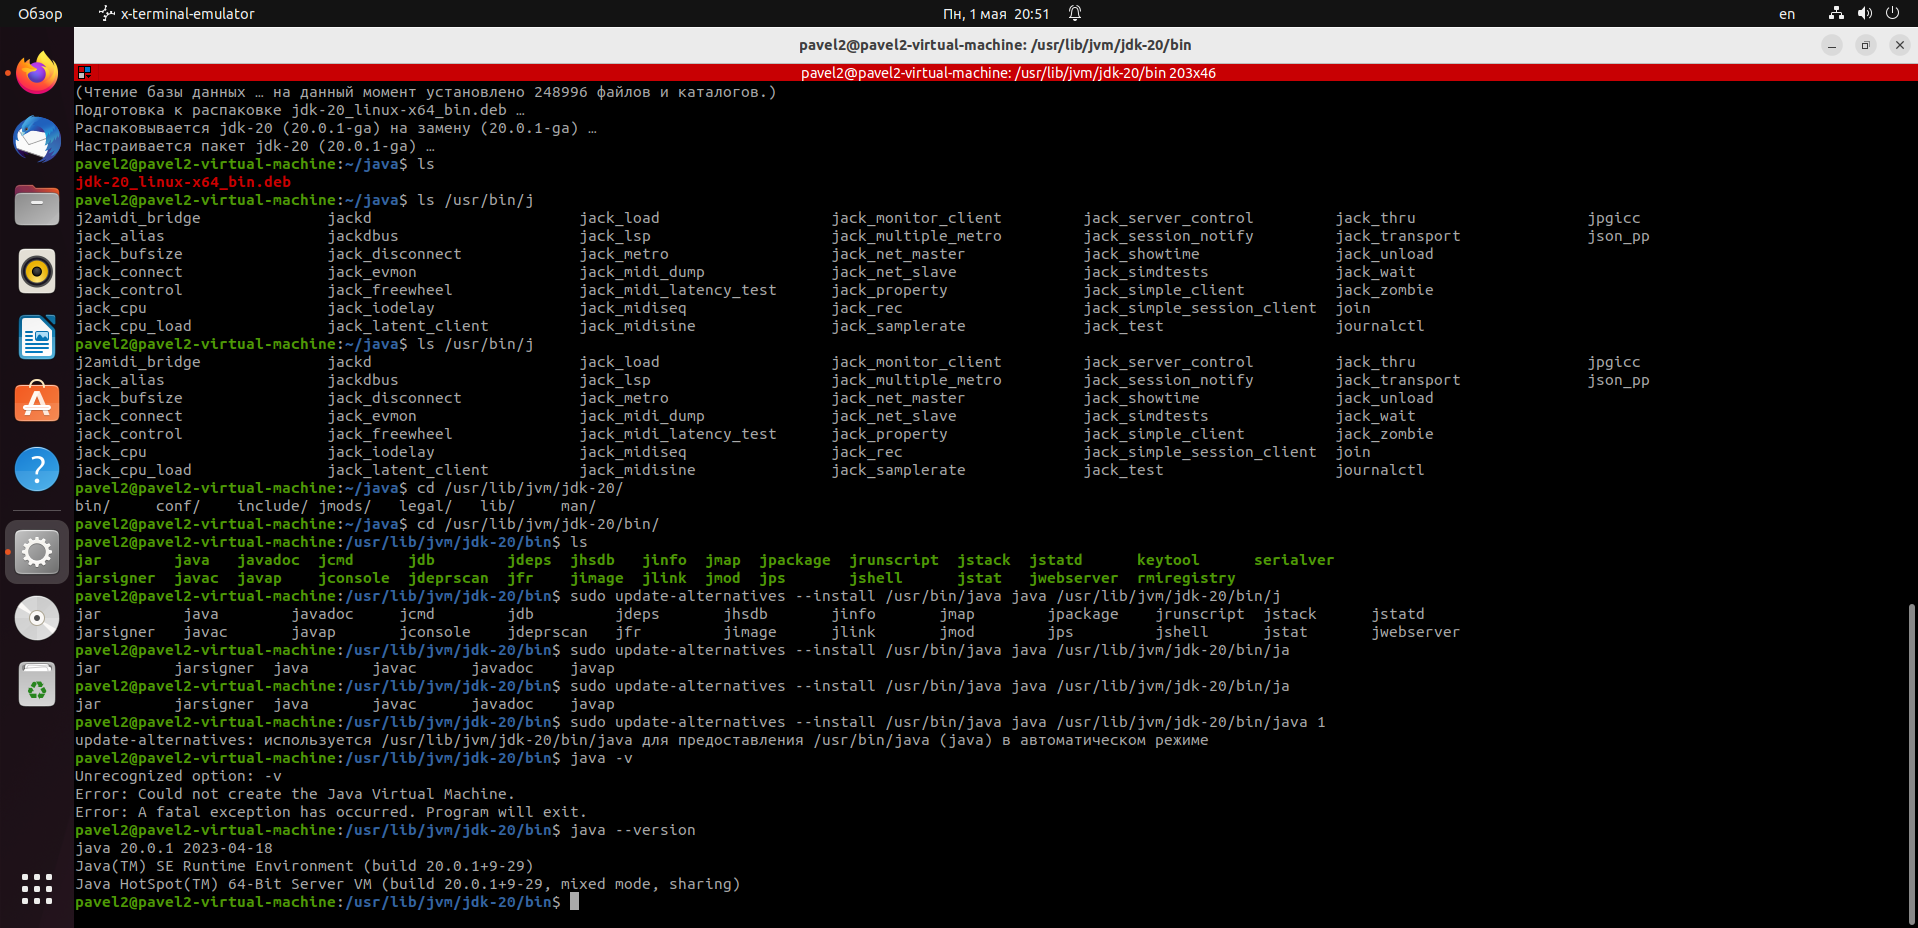 Обзор x-terminal-emulator Пн, 1 мая 20:51 en
pavel2@pavel2-virtual-machine: /usr/lib/jvm/jdk-20/bin
pavel2@pavel2-virtual-machine: /usr/lib/jvm/jdk-20/bin 203x46
(Чтение базы данных … на данный момент установлено 248996 файлов и каталогов.)
Подготовка к распаковке jdk-20_linux-x64_bin.deb …
Распаковывается jdk-20 (20.0.1-ga) на замену (20.0.1-ga) …
Настраивается пакет jdk-20 (20.0.1-ga) …
pavel2@pavel2-virtual-machine:~/java$ ls
jdk-20_linux-x64_bin.deb
pavel2@pavel2-virtual-machine:~/java$ ls /usr/bin/j
j2amidi_bridge jackd jack_load jack_monitor_client jack_server_control jack_thru jpgicc
jack_alias jackdbus jack_lsp jack_multiple_metro jack_session_notify jack_transport json_pp
jack_bufsize jack_disconnect jack_metro jack_net_master jack_showtime jack_unload
jack_connect jack_evmon jack_midi_dump jack_net_slave jack_simdtests jack_wait
jack_control jack_freewheel jack_midi_latency_test jack_property jack_simple_client jack_zombie
jack_cpu jack_iodelay jack_midiseq jack_rec jack_simple_session_client join
jack_cpu_load jack_latent_client jack_midisine jack_samplerate jack_test journalctl
pavel2@pavel2-virtual-machine:~/java$ ls /usr/bin/j
j2amidi_bridge jackd jack_load jack_monitor_client jack_server_control jack_thru jpgicc
jack_alias jackdbus jack_lsp jack_multiple_metro jack_session_notify jack_transport json_pp
jack_bufsize jack_disconnect jack_metro jack_net_master jack_showtime jack_unload
jack_connect jack_evmon jack_midi_dump jack_net_slave jack_simdtests jack_wait
jack_control jack_freewheel jack_midi_latency_test jack_property jack_simple_client jack_zombie
jack_cpu jack_iodelay jack_midiseq jack_rec jack_simple_session_client join
jack_cpu_load jack_latent_client jack_midisine jack_samplerate jack_test journalctl
pavel2@pavel2-virtual-machine:~/java$ cd /usr/lib/jvm/jdk-20/
bin/ conf/ include/ jmods/ legal/ lib/ man/
pavel2@pavel2-virtual-machine:~/java$ cd /usr/lib/jvm/jdk-20/bin/
pavel2@pavel2-virtual-machine:/usr/lib/jvm/jdk-20/bin$ ls
jar java javadoc jcmd jdb jdeps jhsdb jinfo jmap jpackage jrunscript jstack jstatd keytool serialver
jarsigner javac javap jconsole jdeprscan jfr jimage jlink jmod jps jshell jstat jwebserver rmiregistry
pavel2@pavel2-virtual-machine:/usr/lib/jvm/jdk-20/bin$ sudo update-alternatives --install /usr/bin/java java /usr/lib/jvm/jdk-20/bin/j
jar java javadoc jcmd jdb jdeps jhsdb jinfo jmap jpackage jrunscript jstack jstatd
jarsigner javac javap jconsole jdeprscan jfr jimage jlink jmod jps jshell jstat jwebserver
pavel2@pavel2-virtual-machine:/usr/lib/jvm/jdk-20/bin$ sudo update-alternatives --install /usr/bin/java java /usr/lib/jvm/jdk-20/bin/ja
jar jarsigner java javac javadoc javap
pavel2@pavel2-virtual-machine:/usr/lib/jvm/jdk-20/bin$ sudo update-alternatives --install /usr/bin/java java /usr/lib/jvm/jdk-20/bin/ja
jar jarsigner java javac javadoc javap
pavel2@pavel2-virtual-machine:/usr/lib/jvm/jdk-20/bin$ sudo update-alternatives --install /usr/bin/java java /usr/lib/jvm/jdk-20/bin/java 1
update-alternatives: используется /usr/lib/jvm/jdk-20/bin/java для предоставления /usr/bin/java (java) в автоматическом режиме
pavel2@pavel2-virtual-machine:/usr/lib/jvm/jdk-20/bin$ java -v
Unrecognized option: -v
Error: Could not create the Java Virtual Machine.
Error: A fatal exception has occurred. Program will exit.
pavel2@pavel2-virtual-machine:/usr/lib/jvm/jdk-20/bin$ java --version
java 20.0.1 2023-04-18
Java(TM) SE Runtime Environment (build 20.0.1+9-29)
Java HotSpot(TM) 64-Bit Server VM (build 20.0.1+9-29, mixed mode, sharing)
pavel2@pavel2-virtual-machine:/usr/lib/jvm/jdk-20/bin$